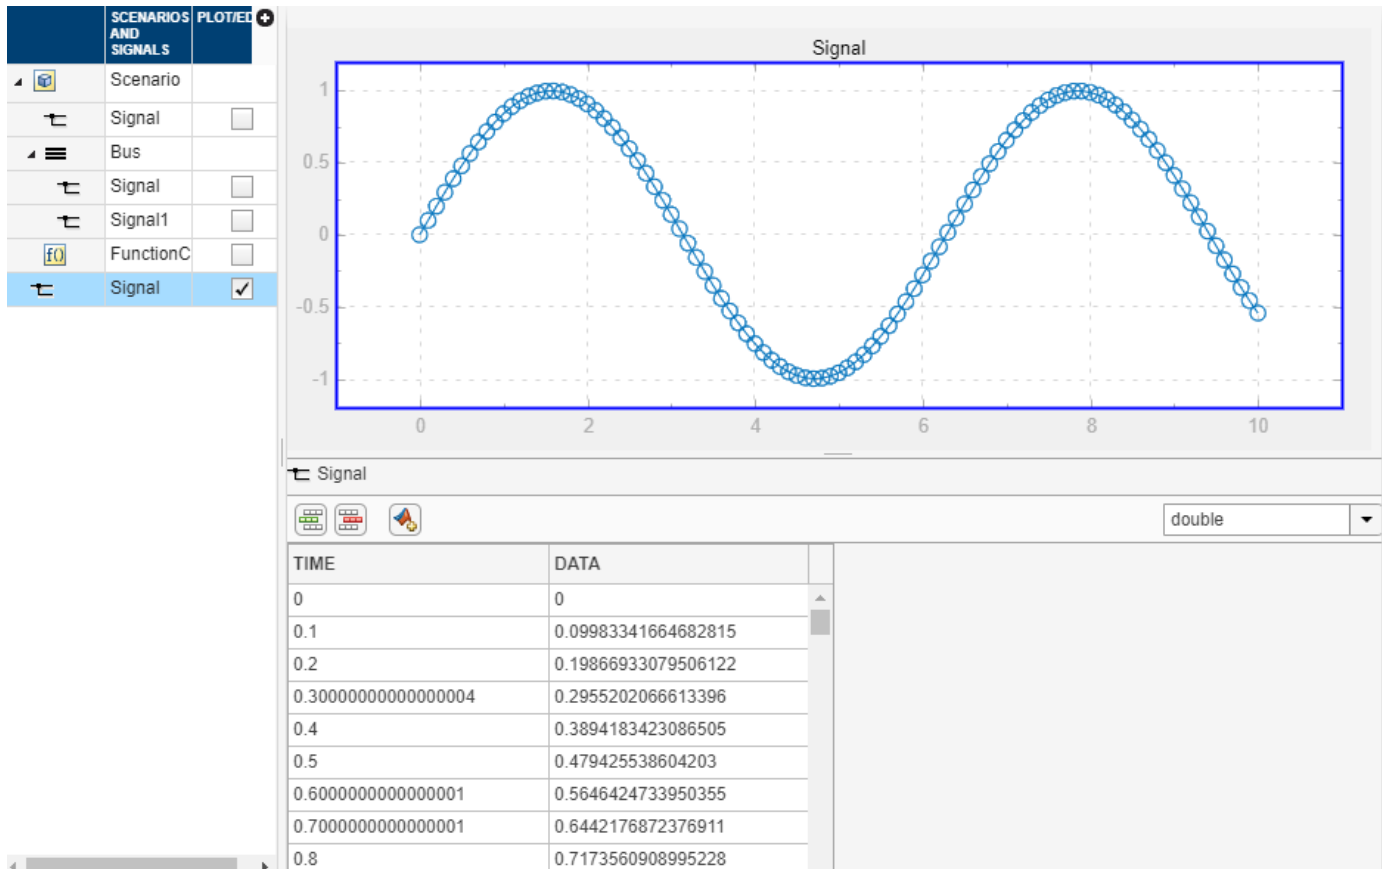 SCENARIOS AND SIGNALS
PLOT/ED
Scenario
Signal
Bus
Signal
Signal1
f()
FunctionC
Signal
Signal
1
0.5
0
-0.5
-1
0 2 4 6 8 10
Signal
double
TIME DATA
0 0
0.1 0.09983341664682815
0.2 0.19866933079506122
0.30000000000000004 0.2955202066613396
0.4 0.3894183423086505
0.5 0.479425538604203
0.6000000000000001 0.5646424733950355
0.7000000000000001 0.6442176872376911
0.8 0.7173560908995228